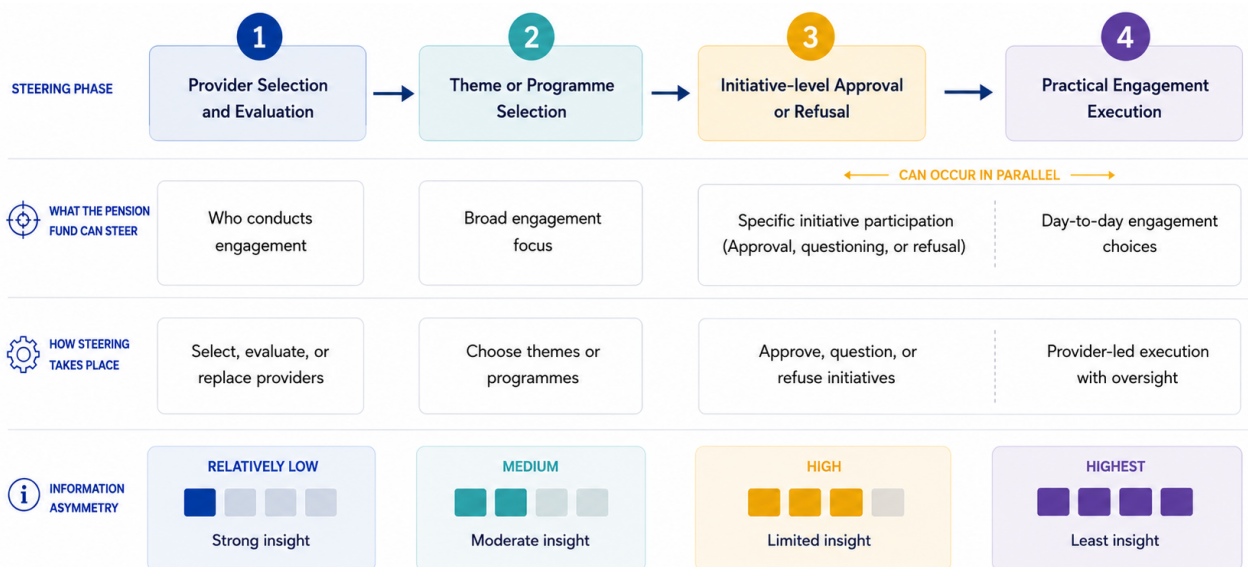 1
2
3
4
STEERING PHASE
Provider Selection
and Evaluation
Theme or Programme
Selection
Initiative-level Approval
or Refusal
Practical Engagement
Execution
CAN OCCUR IN PARALLEL
WHAT THE PENSION
FUND CAN STEER
Who conducts
engagement
Broad engagement
focus
Specific initiative participation
(Approval, questioning, or refusal)
Day-to-day engagement
choices
HOW STEERING
TAKES PLACE
Select, evaluate, or
replace providers
Choose themes or
programmes
Approve, question, or
refuse initiatives
Provider-led execution
with oversight
INFORMATION
ASYMMETRY
RELATIVELY LOW
Strong insight
MEDIUM
Moderate insight
HIGH
Limited insight
HIGHEST
Least insight